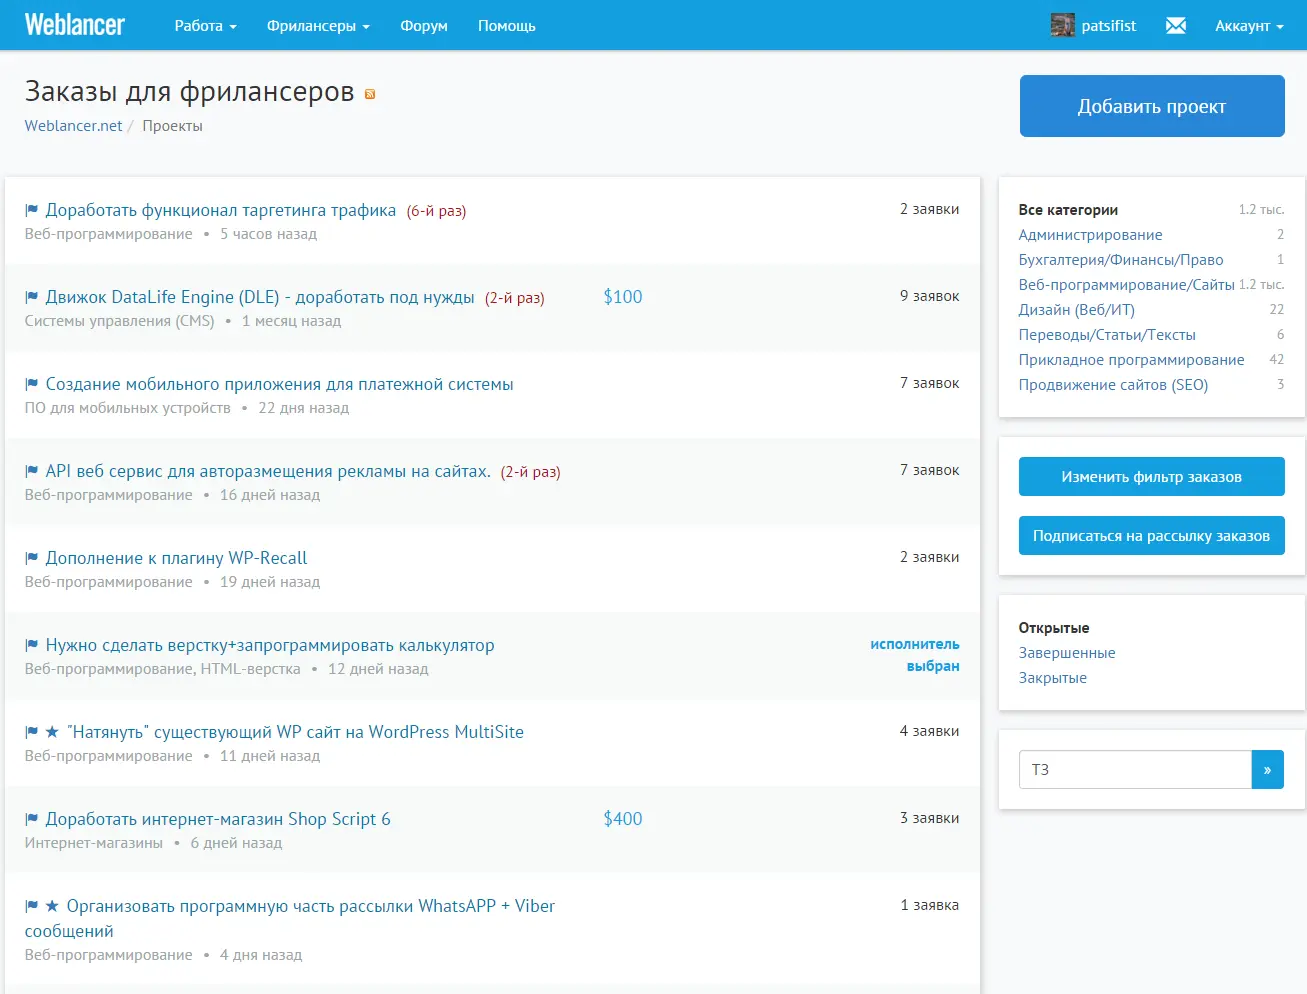 Weblancer Работа Фрилансеры Форум Помощь patsifist Аккаунт
Заказы для фрилансеров
Weblancer.net / Проекты
Добавить проект
Доработать функционал таргетинга трафика (6-й раз) 2 заявки
Веб-программирование • 5 часов назад
Движок DataLife Engine (DLE) - доработать под нужды (2-й раз) $100 9 заявок
Системы управления (CMS) • 1 месяц назад
Создание мобильного приложения для платежной системы 7 заявок
ПО для мобильных устройств • 22 дня назад
API веб сервис для авторазмещения рекламы на сайтах. (2-й раз) 7 заявок
Веб-программирование • 16 дней назад
Дополнение к плагину WP-Recall 2 заявки
Веб-программирование • 19 дней назад
Нужно сделать верстку+запрограммировать калькулятор исполнитель
выбран
Веб-программирование, HTML-верстка • 12 дней назад
"Натянуть" существующий WP сайт на WordPress MultiSite 4 заявки
Веб-программирование • 11 дней назад
Доработать интернет-магазин Shop Script 6 $400 3 заявки
Интернет-магазины • 6 дней назад
Организовать программную часть рассылки WhatsAPP + Viber 1 заявка
сообщений
Веб-программирование • 4 дня назад
Все категории 1.2 тыс.
Администрирование 2
Бухгалтерия/Финансы/Право 1
Веб-программирование/Сайты 1.2 тыс.
Дизайн (Веб/ИТ) 22
Переводы/Статьи/Тексты 6
Прикладное программирование 42
Продвижение сайтов (SEO) 3
Изменить фильтр заказов
Подписаться на рассылку заказов
Открытые
Завершенные
Закрытые
ТЗ »